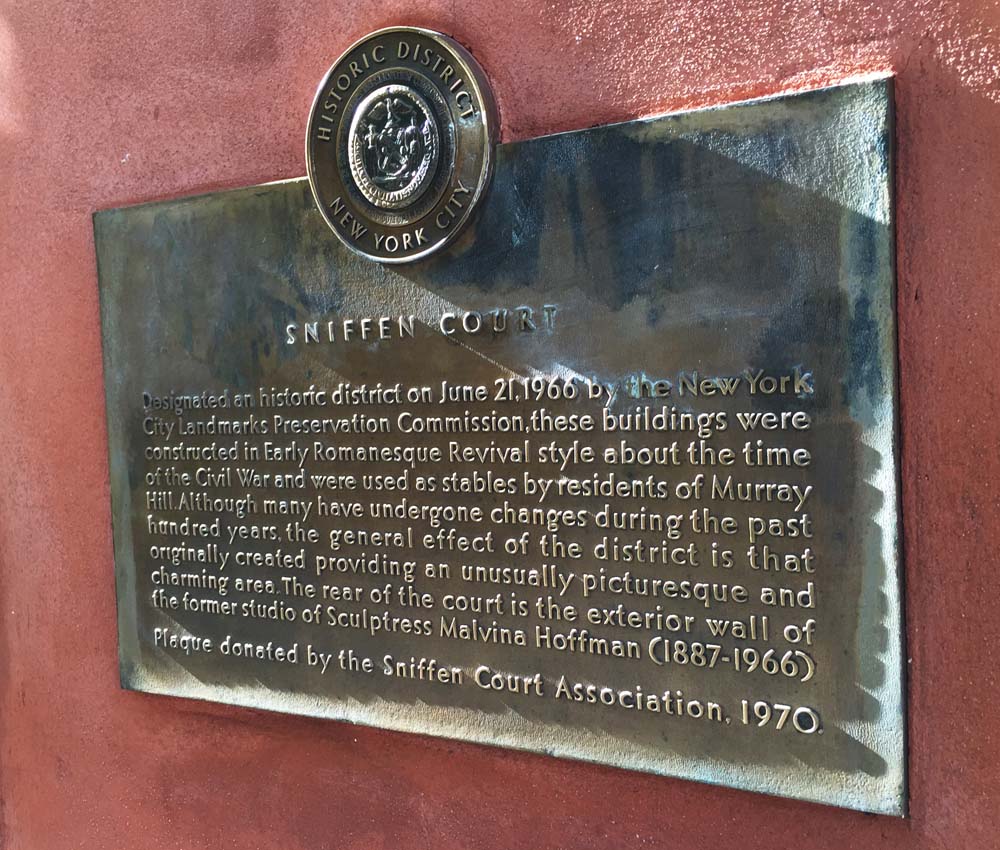 HISTORIC DISTRICT
NEW YORK CITY
SNIFFEN COURT
Designated an historic district on June 21, 1966 by the New York
City Landmarks Preservation Commission, these buildings were
constructed in Early Romanesque Revival style about the time
of the Civil War and were used as stables by residents of Murray
Hill. Although many have undergone changes during the past
hundred years, the general effect of the district is that
originally created providing an unusually picturesque and
charming area. The rear of the court is the exterior wall of
the former studio of Sculptress Malvina Hoffman (1887-1966)
Plaque donated by the Sniffen Court Association, 1970.